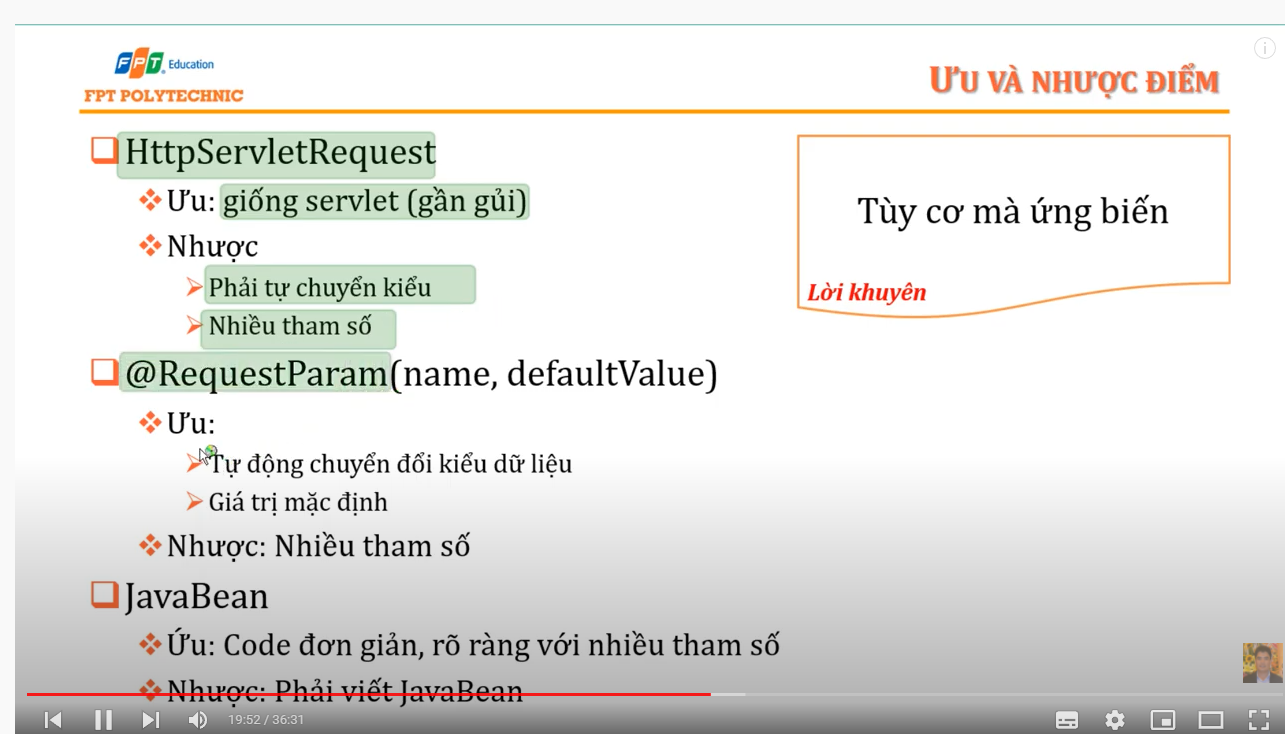 FPT Education
FPT POLYTECHNIC
ƯU VÀ NHƯỢC ĐIỂM
HttpServletRequest
Ưu: giống servlet (gần gủi)
Nhược
Phải tự chuyển kiểu
Nhiều tham số
@RequestParam(name, defaultValue)
Ưu:
Tự động chuyển đổi kiểu dữ liệu
Giá trị mặc định
Nhược: Nhiều tham số
JavaBean
Ứu: Code đơn giản, rõ ràng với nhiều tham số
Nhược: Phải viết JavaBean
Tùy cơ mà ứng biến
Lời khuyên
19:52 / 36:31